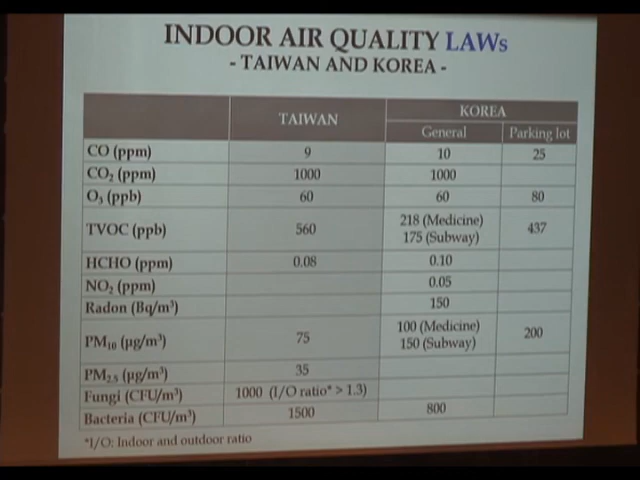 INDOOR AIR QUALITY LAWs
- TAIWAN AND KOREA -
TAIWAN KOREA
General Parking lot
CO (ppm) 9 10 25
CO₂ (ppm) 1000 1000
O₃ (ppb) 60 60 80
TVOC (ppb) 560 218 (Medicine) 437
175 (Subway)
HCHO (ppm) 0.08 0.10
NO₂ (ppm) 0.05
Radon (Bq/m³) 150
PM₁₀ (µg/m³) 75 100 (Medicine) 200
150 (Subway)
PM₂.₅ (µg/m³) 35
Fungi (CFU/m³) 1000 (I/O ratio* > 1.3)
Bacteria (CFU/m³) 1500 800
*I/O: Indoor and outdoor ratio